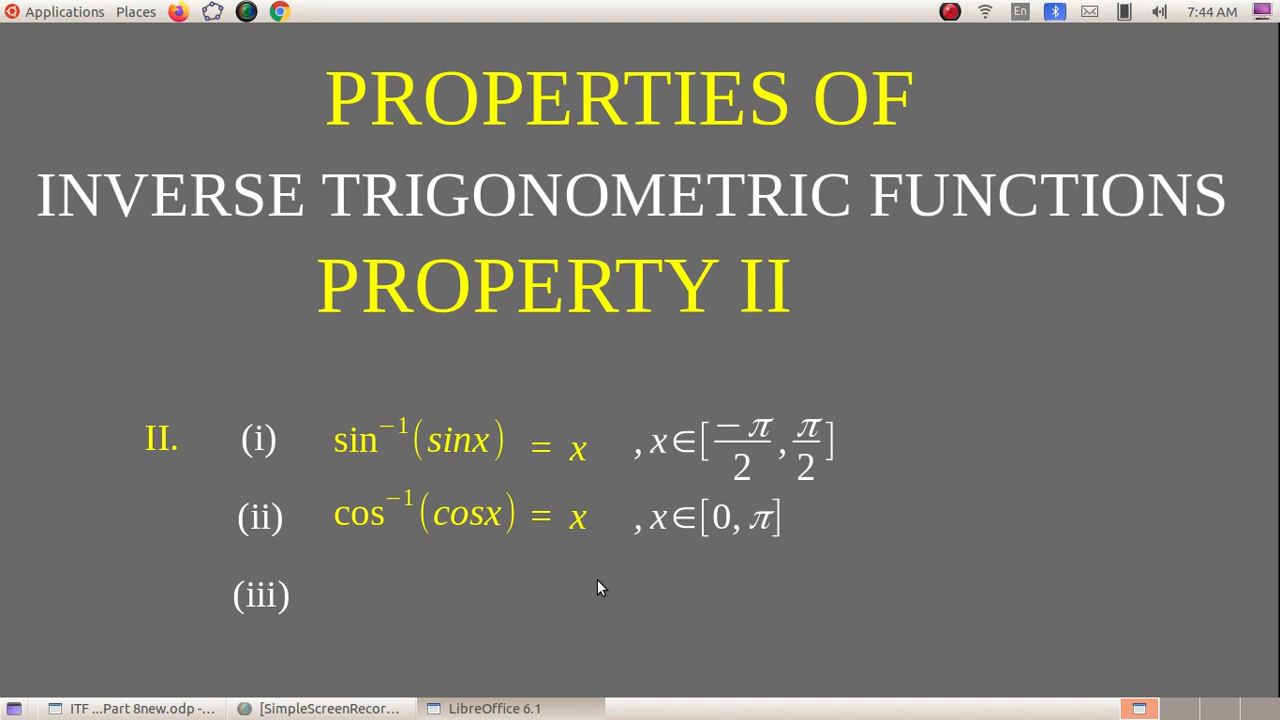 Applications Places En 7:44 AM
PROPERTIES OF
INVERSE TRIGONOMETRIC FUNCTIONS
PROPERTY II
II. (i) sin⁻¹(sinx) = x , x∈[−π/2, π/2]
(ii) cos⁻¹(cosx) = x , x∈[0, π]
(iii)
ITF ...Part 8new.odp -... [SimpleScreenRecor... LibreOffice 6.1